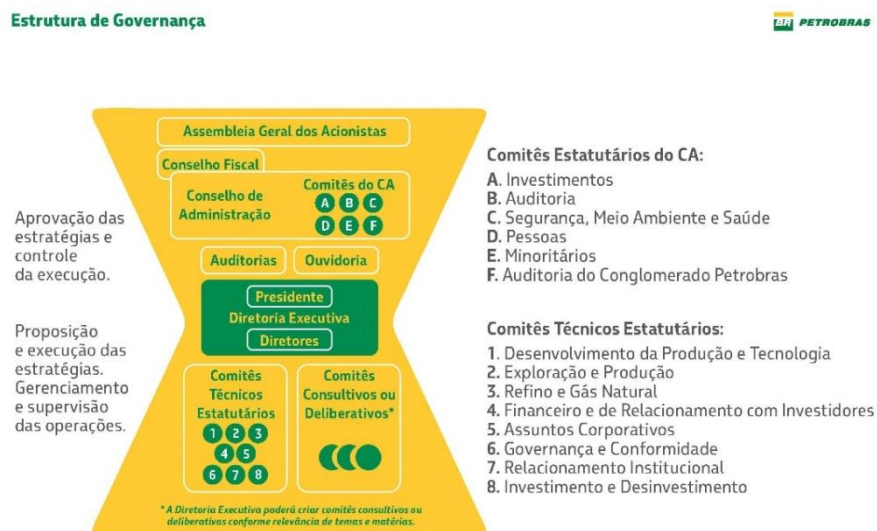 Estrutura de Governança
BR PETROBRAS
Assembleia Geral dos Acionistas
Conselho Fiscal
Conselho de
Administração
Comitês do CA
A B C
D E F
Auditorias
Ouvidoria
Presidente
Diretoria Executiva
Diretores
Comitês
Técnicos
Estatutários
1 2 3
4 5
6 7 8
Comitês
Consultivos ou
Deliberativos*
* A Diretoria Executiva poderá criar comitês consultivos ou
deliberativos conforme relevância de temas e matérias.
Aprovação das
estratégias e
controle
da execução.
Proposição
e execução das
estratégias.
Gerenciamento
e supervisão
das operações.
Comitês Estatutários do CA:
A. Investimentos
B. Auditoria
C. Segurança, Meio Ambiente e Saúde
D. Pessoas
E. Minoritários
F. Auditoria do Conglomerado Petrobras
Comitês Técnicos Estatutários:
1. Desenvolvimento da Produção e Tecnologia
2. Exploração e Produção
3. Refino e Gás Natural
4. Financeiro e de Relacionamento com Investidores
5. Assuntos Corporativos
6. Governança e Conformidade
7. Relacionamento Institucional
8. Investimento e Desinvestimento